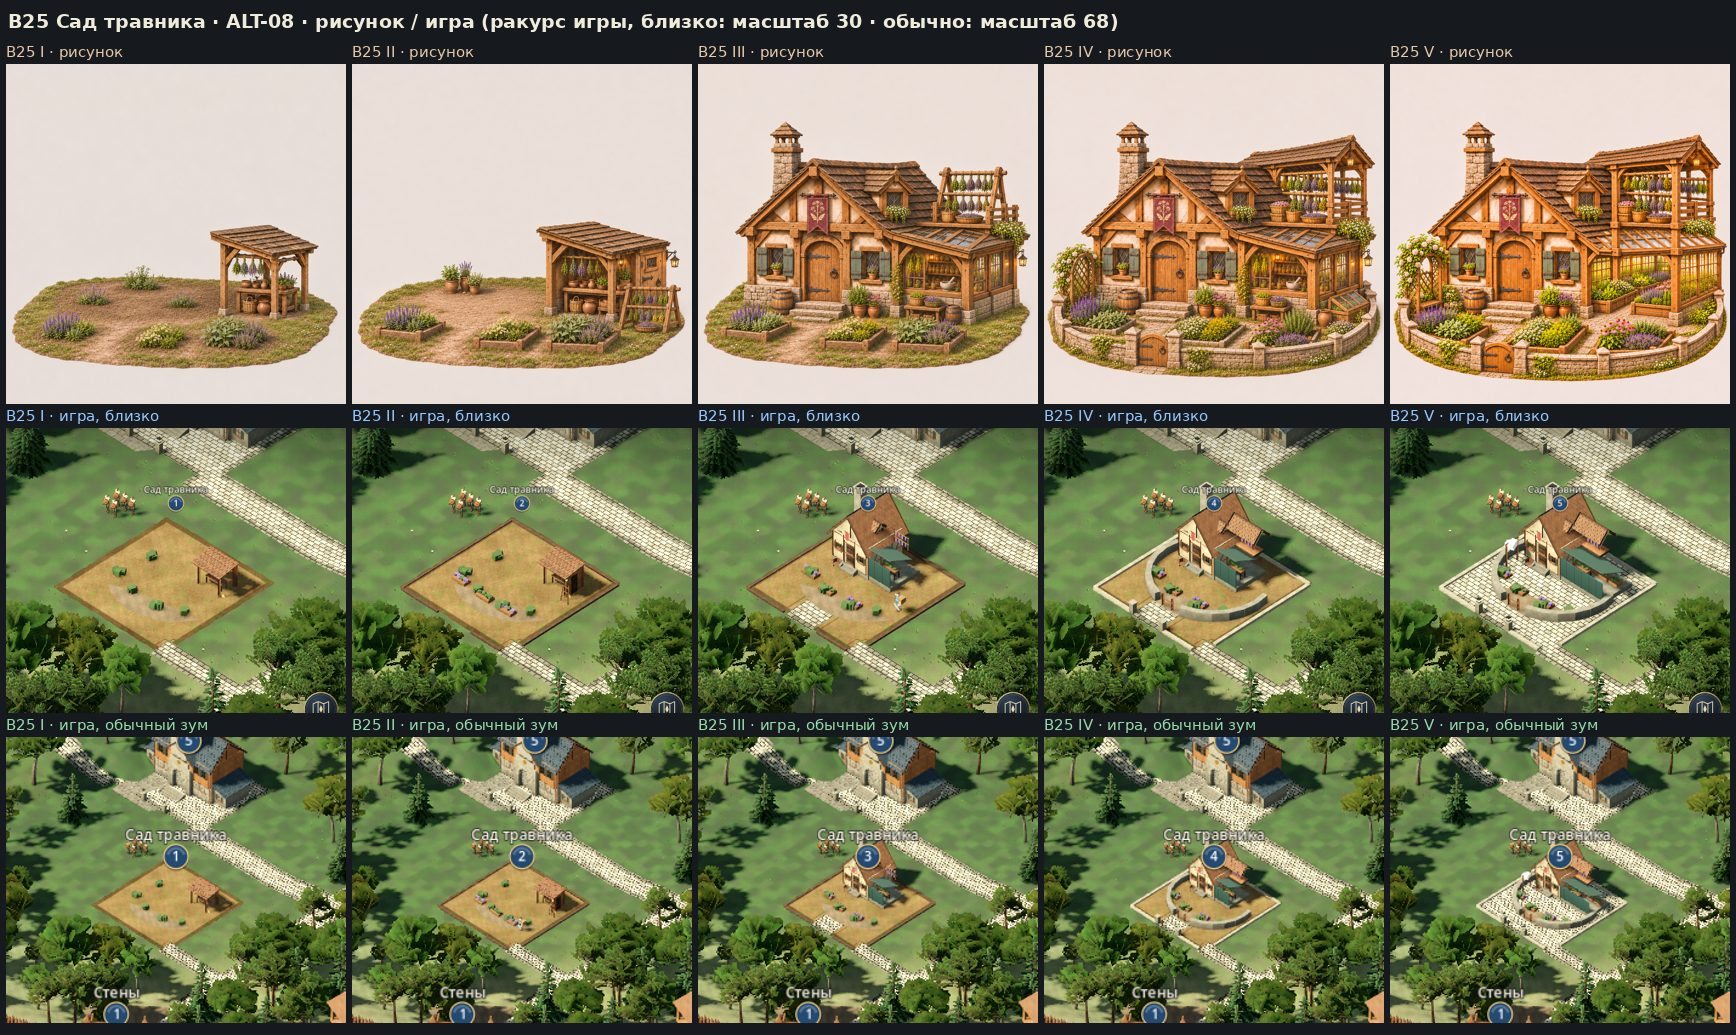 B25 Сад травника · ALT-08 · рисунок / игра (ракурс игры, близко: масштаб 30 · обычно: масштаб 68)
B25 I · рисунок
B25 II · рисунок
B25 III · рисунок
B25 IV · рисунок
B25 V · рисунок
B25 I · игра, близко
B25 II · игра, близко
B25 III · игра, близко
B25 IV · игра, близко
B25 V · игра, близко
Сад травника
1
Сад травника
2
Сад травника
3
Сад травника
4
Сад травника
5
B25 I · игра, обычный зум
B25 II · игра, обычный зум
B25 III · игра, обычный зум
B25 IV · игра, обычный зум
B25 V · игра, обычный зум
5
5
5
5
5
Сад травника
1
Сад травника
2
Сад травника
3
Сад травника
4
Сад травника
5
Стены
1
Стены
1
Стены
1
Стены
1
Стены
1